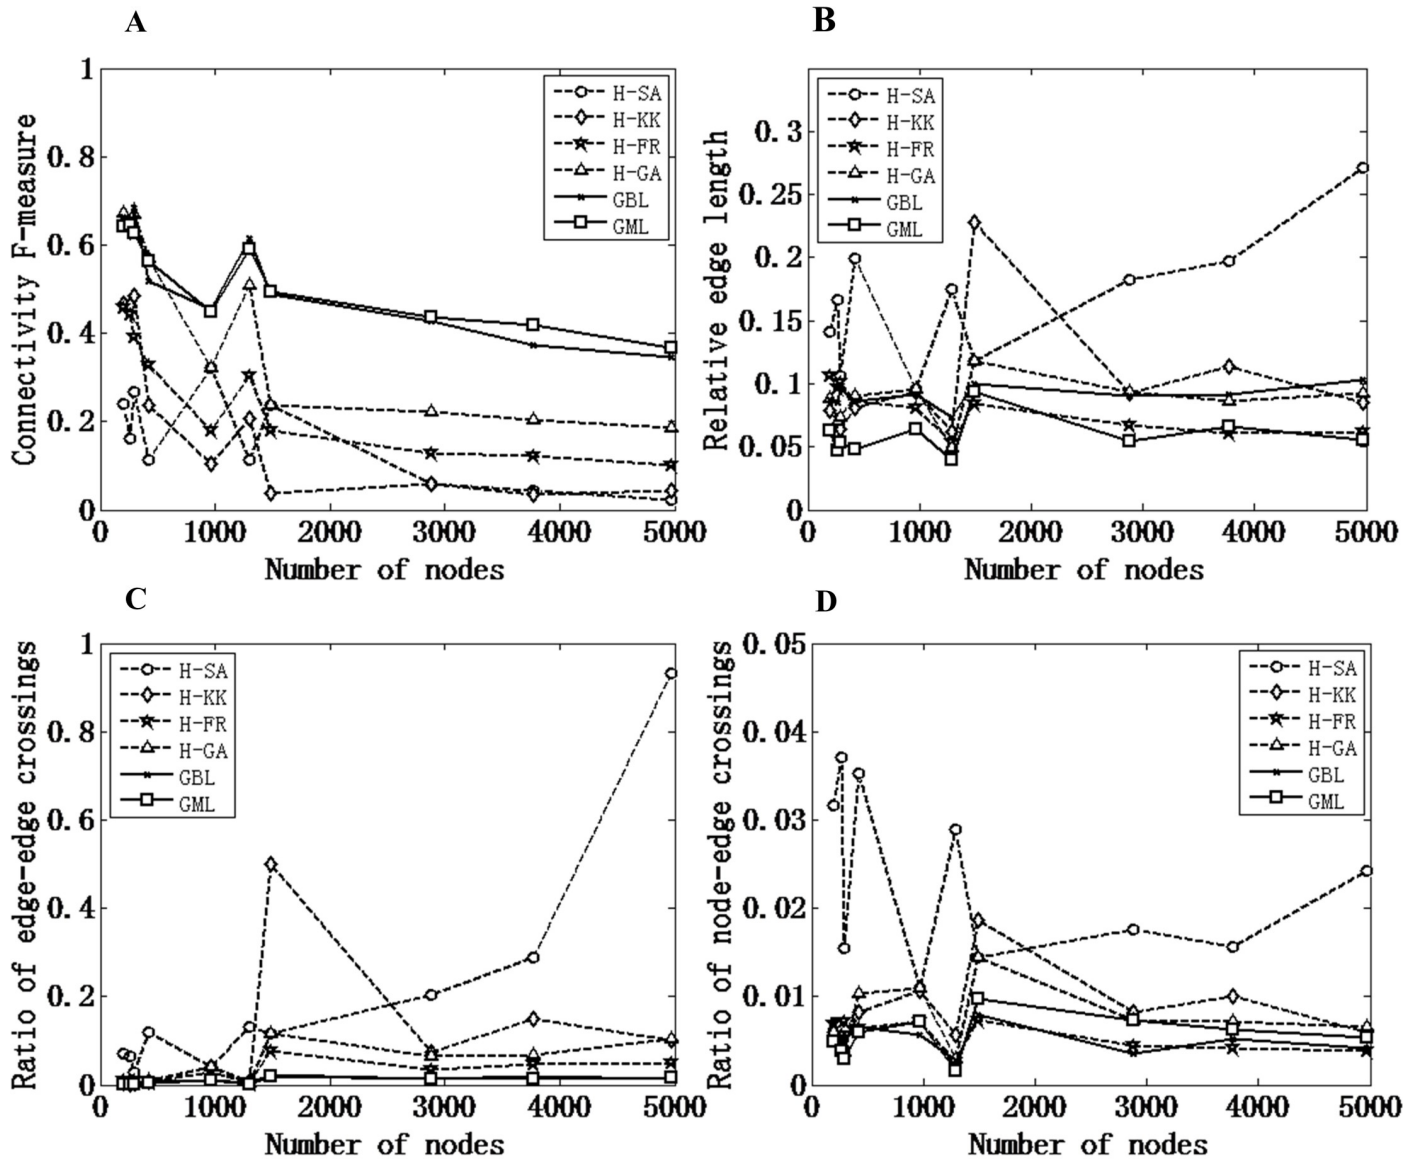 A
Connectivity F-measure
1
0.8
0.6
0.4
0.2
0
0 1000 2000 3000 4000 5000
Number of nodes
H-SA
H-KK
H-FR
H-GA
GBL
GML
B
Relative edge length
0.3
0.25
0.2
0.15
0.1
0.05
0
0 1000 2000 3000 4000 5000
Number of nodes
H-SA
H-KK
H-FR
H-GA
GBL
GML
C
Ratio of edge-edge crossings
1
0.8
0.6
0.4
0.2
0
0 1000 2000 3000 4000 5000
Number of nodes
H-SA
H-KK
H-FR
H-GA
GBL
GML
D
Ratio of node-edge crossings
0.05
0.04
0.03
0.02
0.01
0
0 1000 2000 3000 4000 5000
Number of nodes
H-SA
H-KK
H-FR
H-GA
GBL
GML